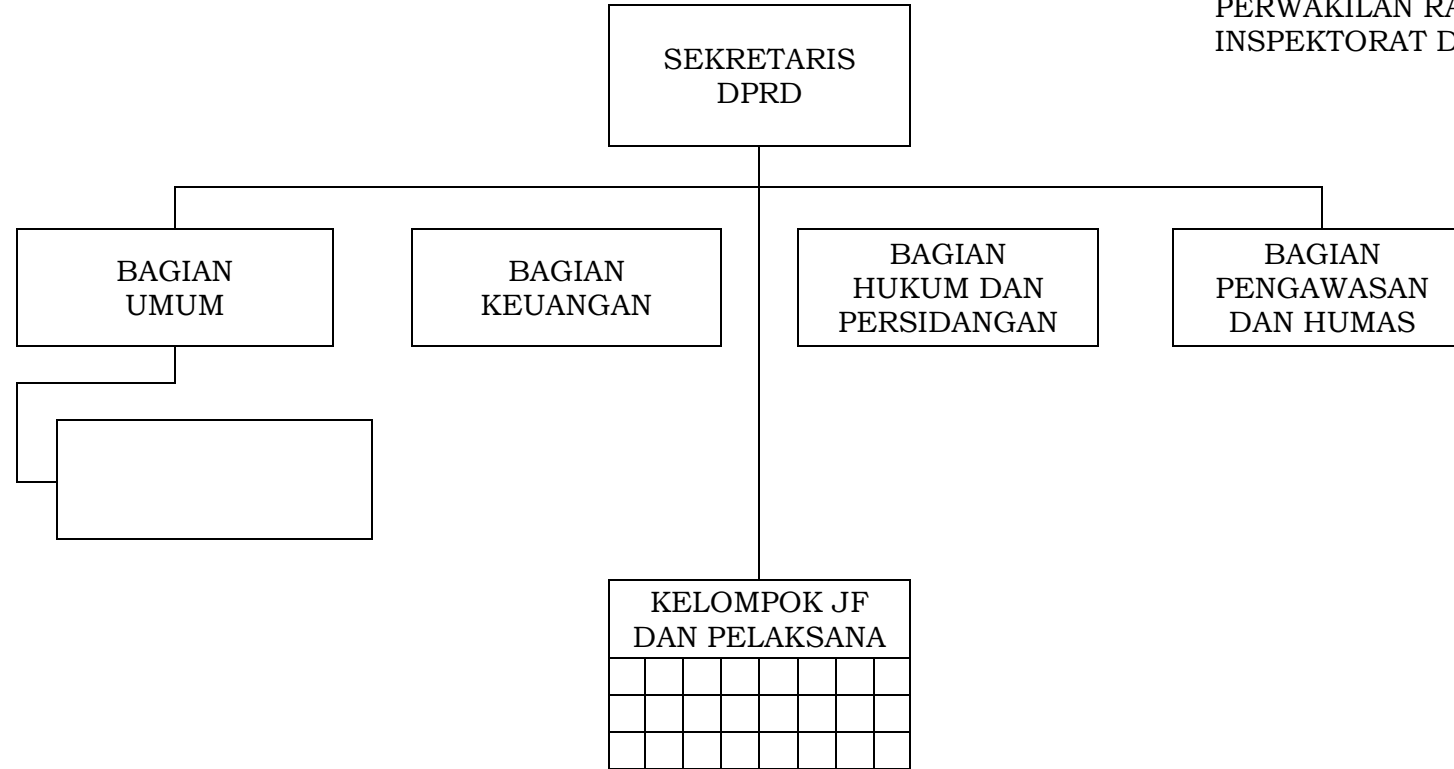 PERWAKILAN
INSPEKTORAT
SEKRETARIS
DPRD
BAGIAN
UMUM
BAGIAN
KEUANGAN
BAGIAN
HUKUM DAN
PERSIDANGAN
BAGIAN
PENGAWASAN
DAN HUMAS
KELOMPOK JF
DAN PELAKSANA